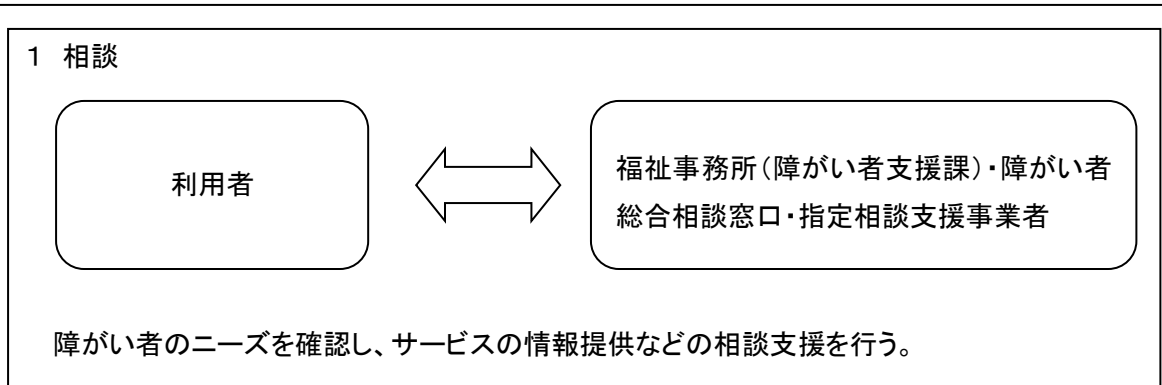 １ 相談
利用者
福祉事務所（障がい者支援課）・障がい者
総合相談窓口・指定相談支援事業者
障がい者のニーズを確認し、サービスの情報提供などの相談支援を行う。